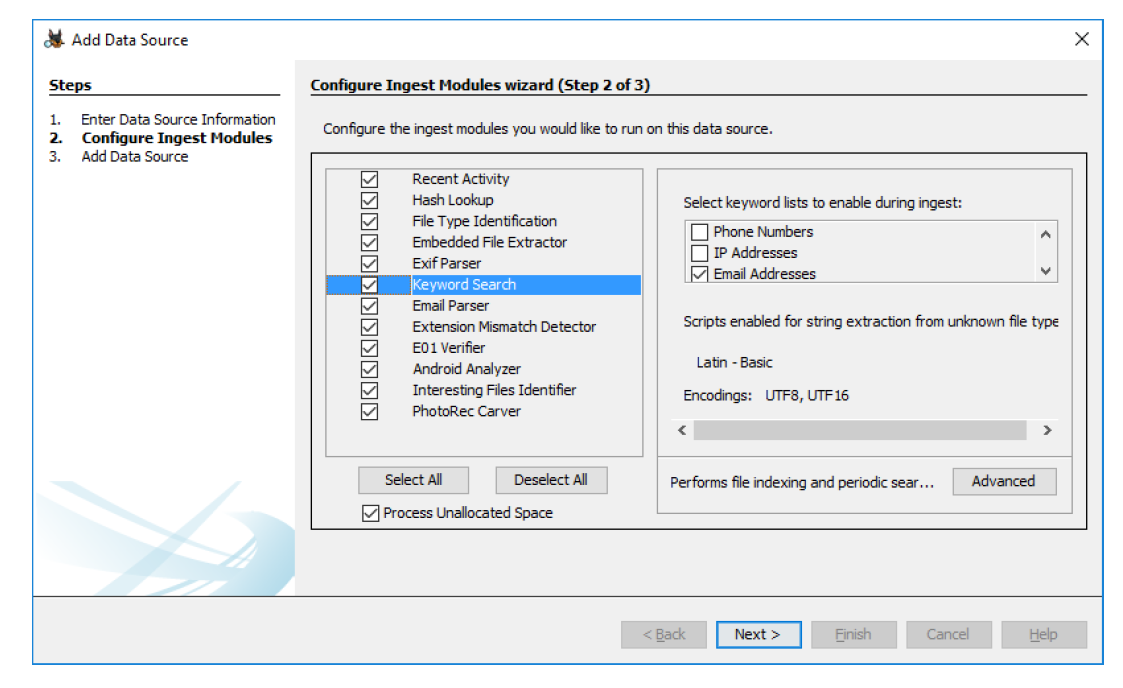 Add Data Source
Steps
1. Enter Data Source Information
2. Configure Ingest Modules
3. Add Data Source
Configure Ingest Modules wizard (Step 2 of 3)
Configure the ingest modules you would like to run on this data source.
Recent Activity
Hash Lookup
File Type Identification
Embedded File Extractor
Exif Parser
Keyword Search
Email Parser
Extension Mismatch Detector
E01 Verifier
Android Analyzer
Interesting Files Identifier
PhotoRec Carver
Select All
Deselect All
Process Unallocated Space
Select keyword lists to enable during ingest:
Phone Numbers
IP Addresses
Email Addresses
Scripts enabled for string extraction from unknown file type
Latin - Basic
Encodings: UTF8, UTF16
Performs file indexing and periodic sear...
Advanced
< Back
Next >
Finish
Cancel
Help